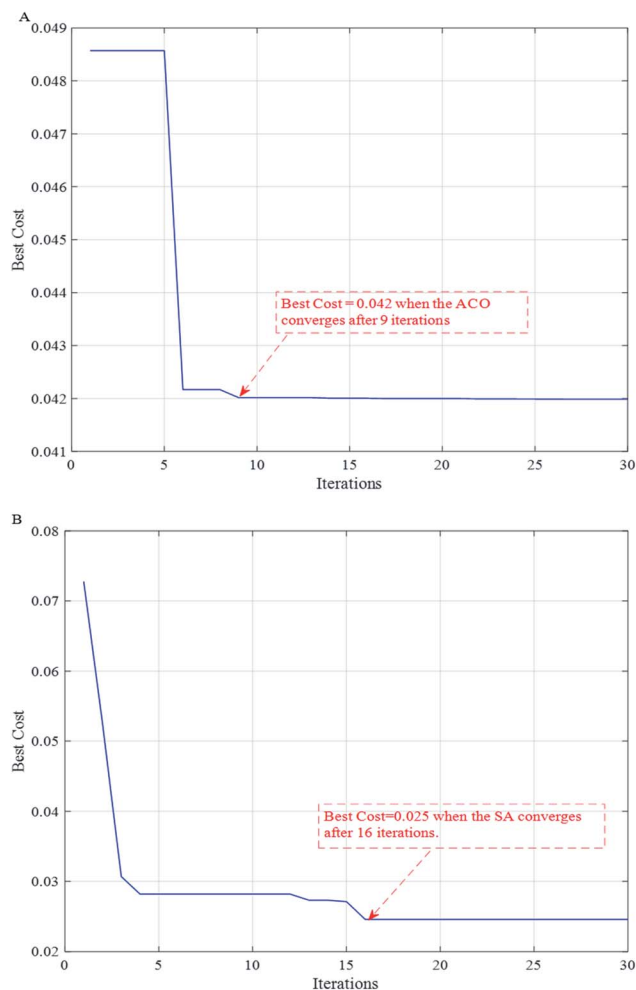 A
0.049
0.048
0.047
0.046
0.045
0.044
0.043
0.042
0.041
Best Cost
Best Cost = 0.042 when the ACO
converges after 9 iterations
0 5 10 15 20 25 30
Iterations
B
0.08
0.07
0.06
0.05
0.04
0.03
0.02
Best Cost
Best Cost=0.025 when the SA converges
after 16 iterations.
0 5 10 15 20 25 30
Iterations